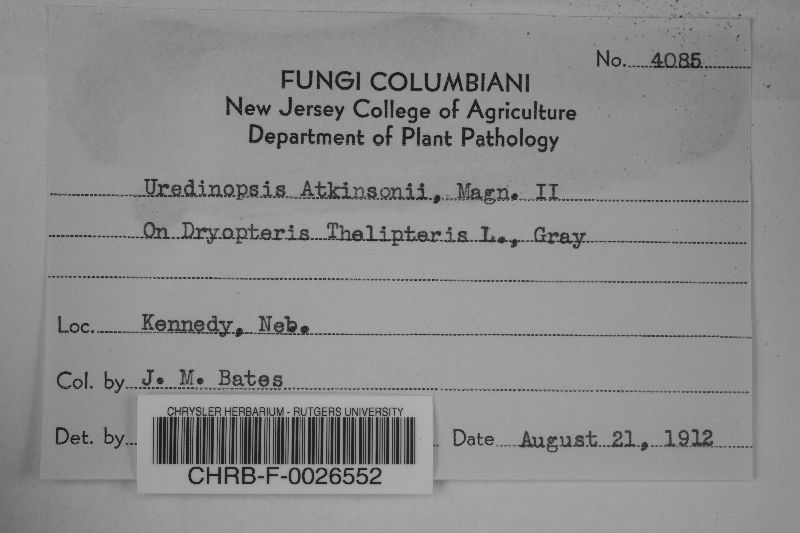 No. 4085
FUNGI COLUMBIANI
New Jersey College of Agriculture
Department of Plant Pathology
Uredinopsis Atkinsonii, Magn. II
On Dryopteris Thelipteris L., Gray
Loc. Kennedy, Neb.
Col. by J. M. Bates
Det. by
Date August 21, 1912
CHRYSLER HERBARIUM - RUTGERS UNIVERSITY
CHRB-F-0026552